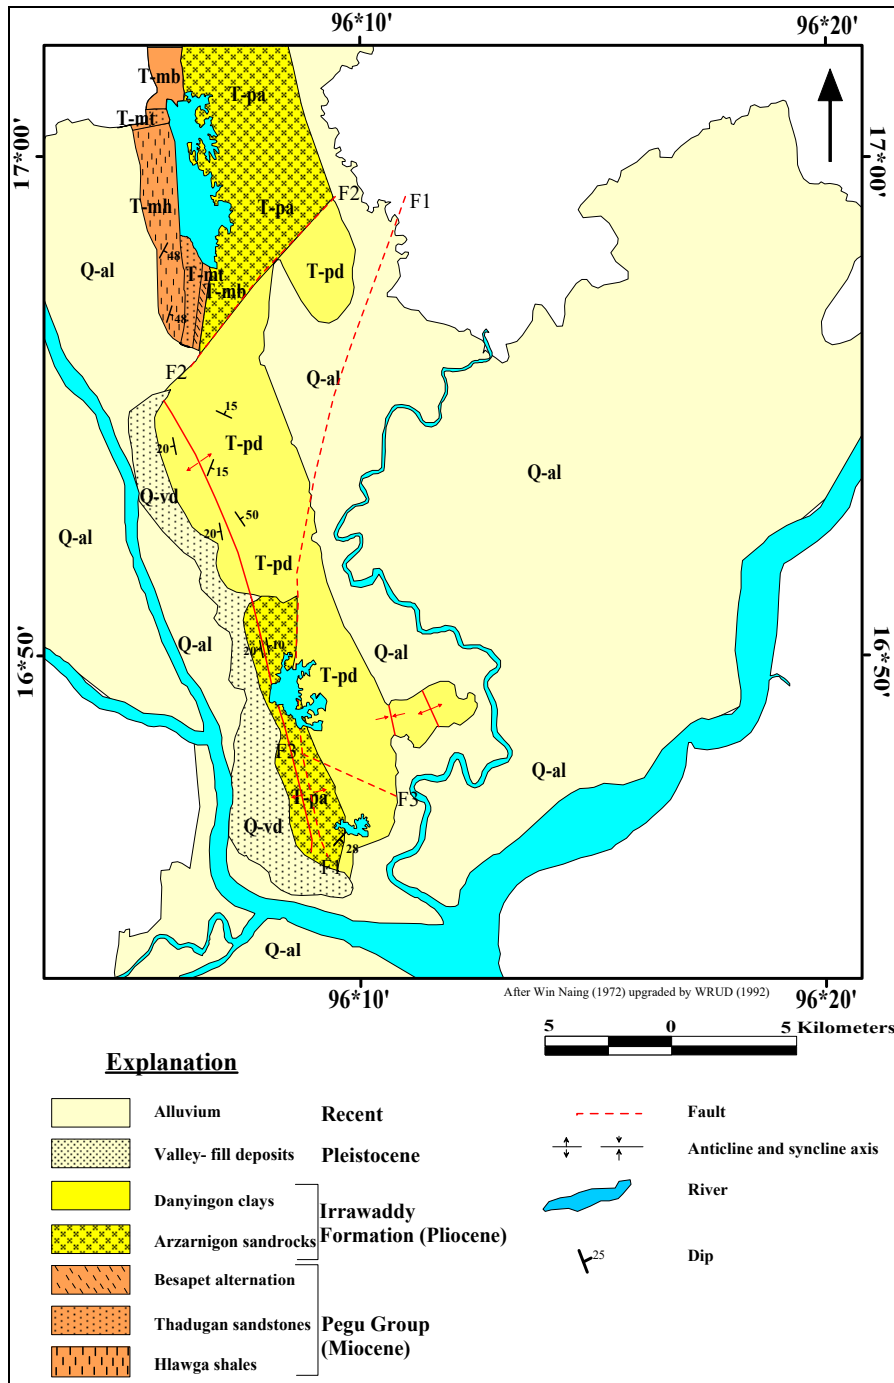 96*10'
96*20'
T-mb
T-pa
T-mt
17*00'
17*00'
T-mh
T-pa
F2
F1
48
Q-al
T-mt
T-pd
T-mb
48
F2
Q-al
15
T-pd
20
15
Q-vd
Q-al
50
20
Q-al
T-pd
16*50'
Q-al
20
10
Q-al
16*50'
T-pd
F3
Q-al
T-pa
F3
Q-vd
28
F1
Q-al
96*10'
After Win Naing (1972) upgraded by WRUD (1992)
96*20'
5 0 5 Kilometers
Explanation
Alluvium Recent
Valley- fill deposits Pleistocene
Danyingon clays
Irrawaddy
Formation (Pliocene)
Arzarnigon sandrocks
Besapet alternation
Thadugan sandstones
Pegu Group
(Miocene)
Hlawga shales
Fault
Anticline and syncline axis
River
25
Dip